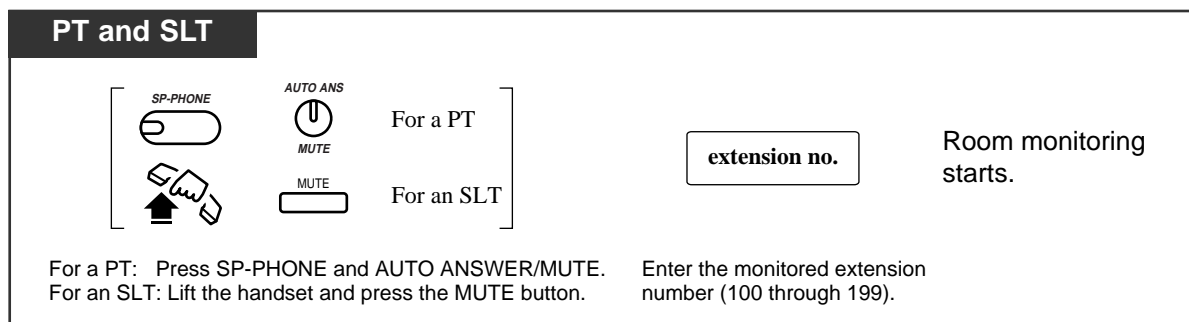 PT and SLT
SP-PHONE
AUTO ANS
MUTE
For a PT
MUTE
For an SLT
extension no.
Room monitoring
starts.
For a PT: Press SP-PHONE and AUTO ANSWER/MUTE.
For an SLT: Lift the handset and press the MUTE button.
Enter the monitored extension
number (100 through 199).